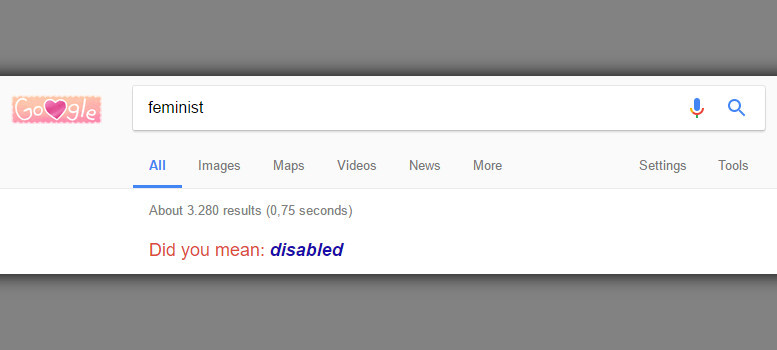 Google
feminist
All Images Maps Videos News More Settings Tools
About 3.280 results (0,75 seconds)
Did you mean: disabled